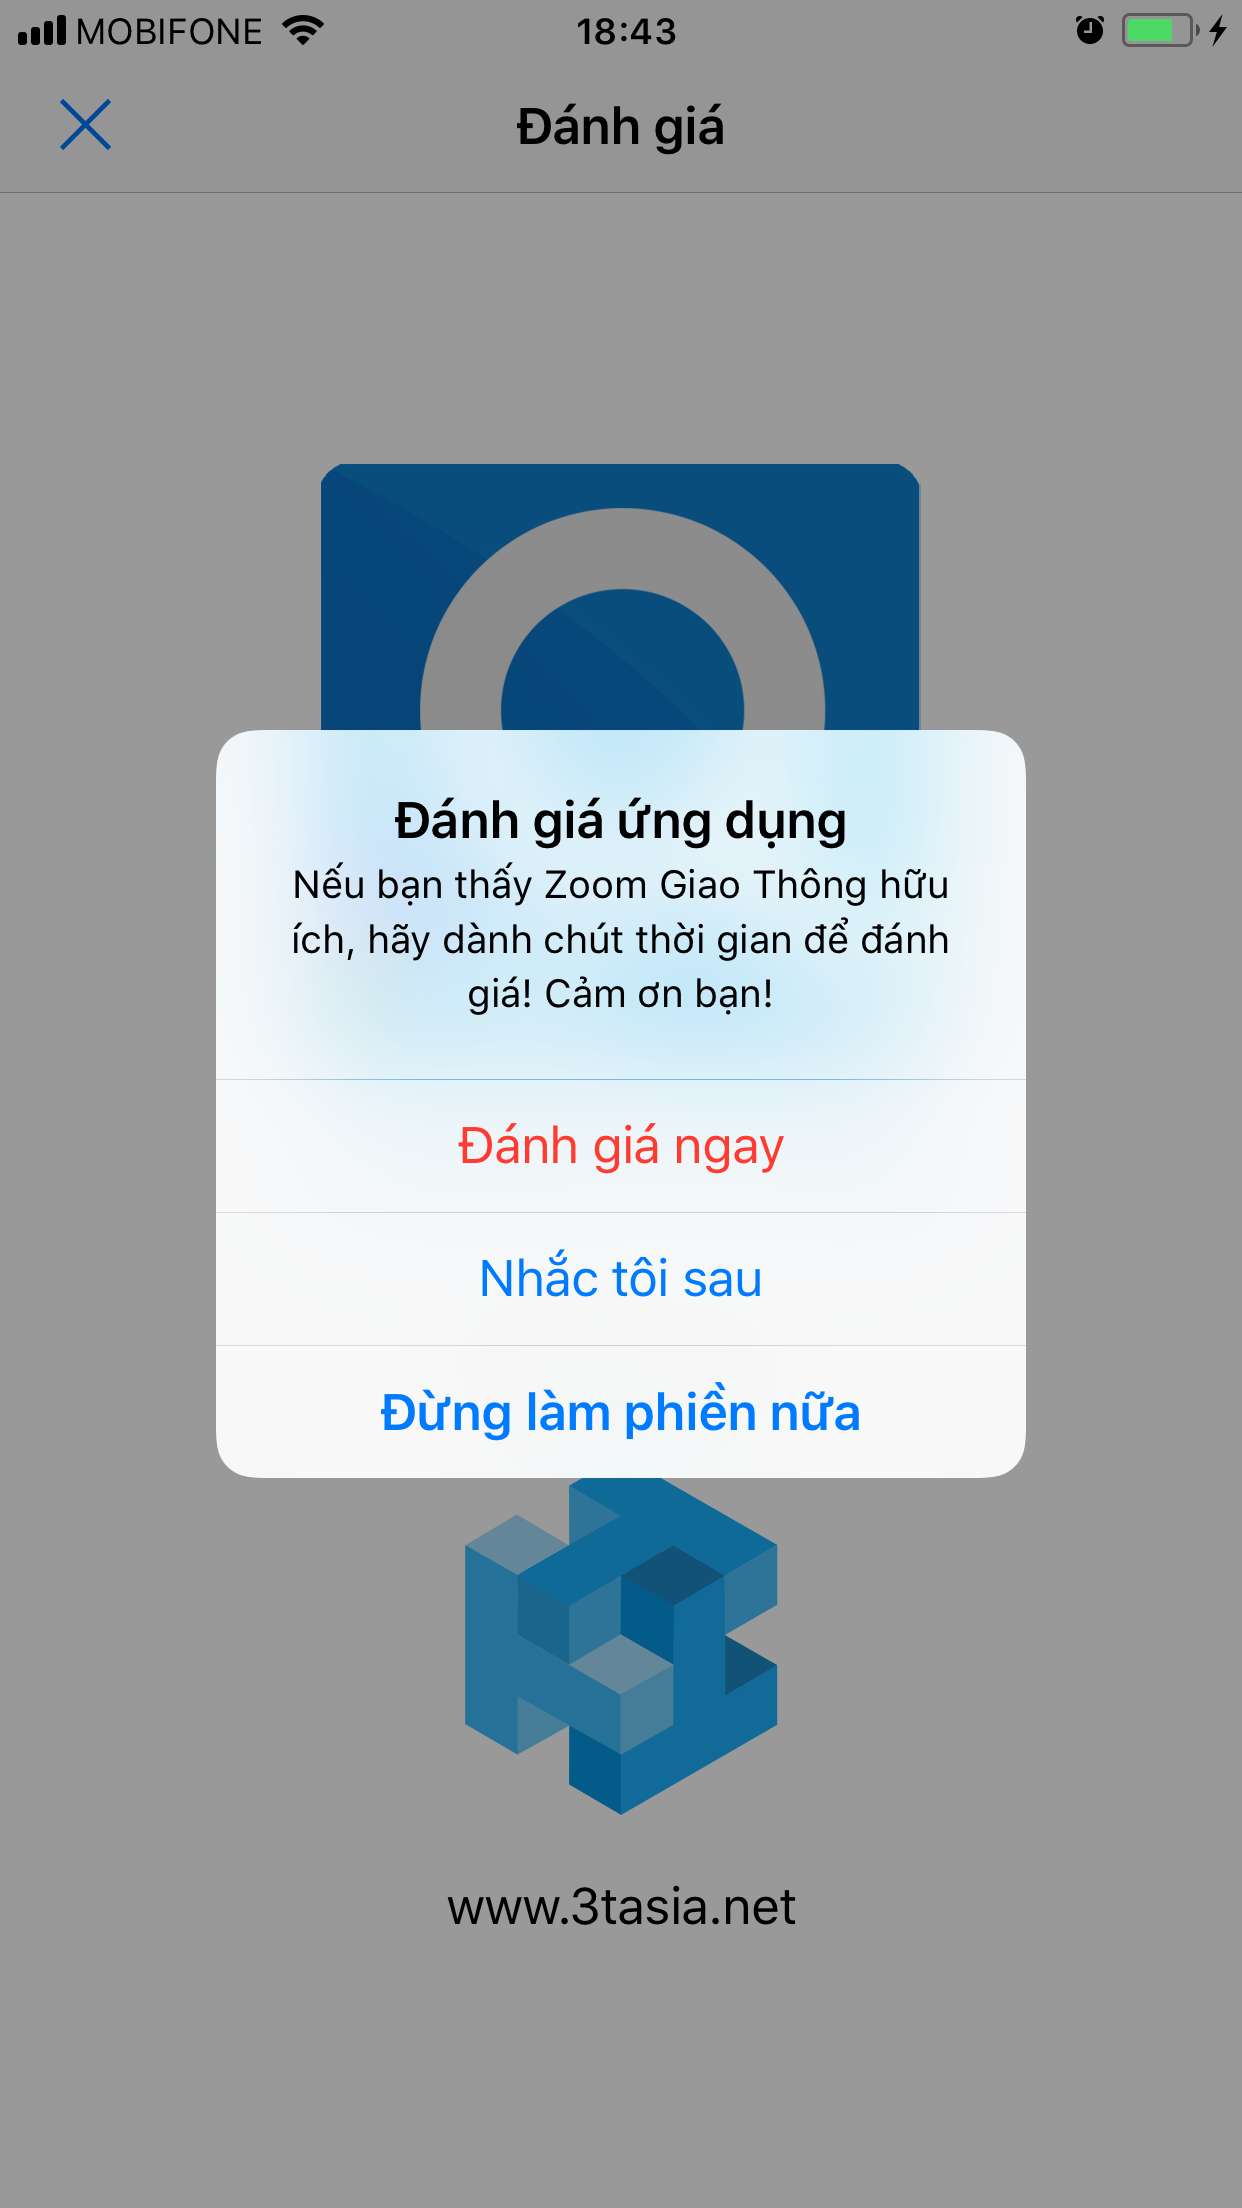 MOBIFONE
18:43
Đánh giá
Đánh giá ứng dụng
Nếu bạn thấy Zoom Giao Thông hữu
ích, hãy dành chút thời gian để đánh
giá! Cảm ơn bạn!
Đánh giá ngay
Nhắc tôi sau
Đừng làm phiền nữa
www.3tasia.net